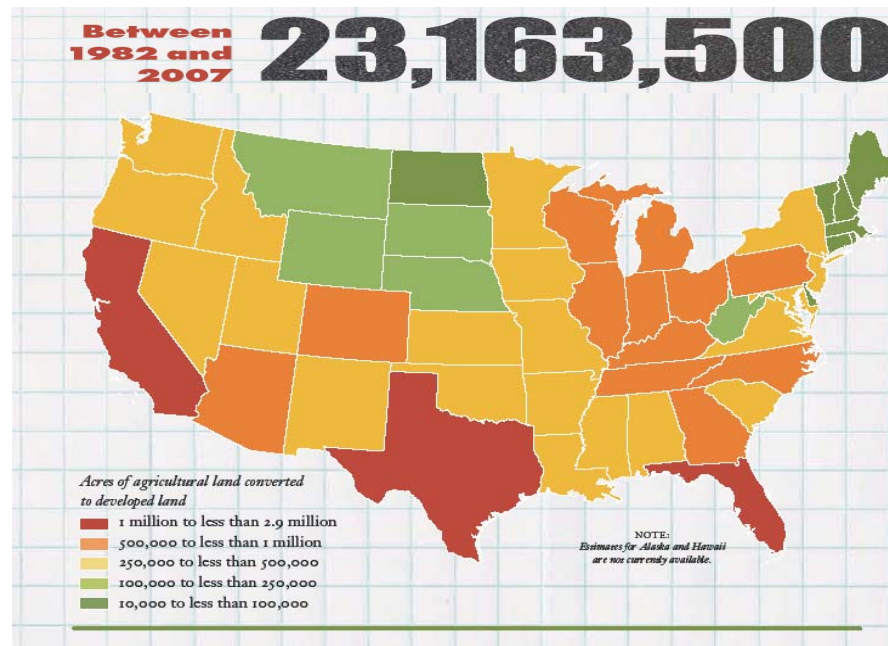 Between
1982 and
2007
23,163,500
Acres of agricultural land converted
to developed land
1 million to less than 2.9 million
500,000 to less than 1 million
250,000 to less than 500,000
100,000 to less than 250,000
10,000 to less than 100,000
NOTE:
Estimates for Alaska and Hawaii
are not currently available.